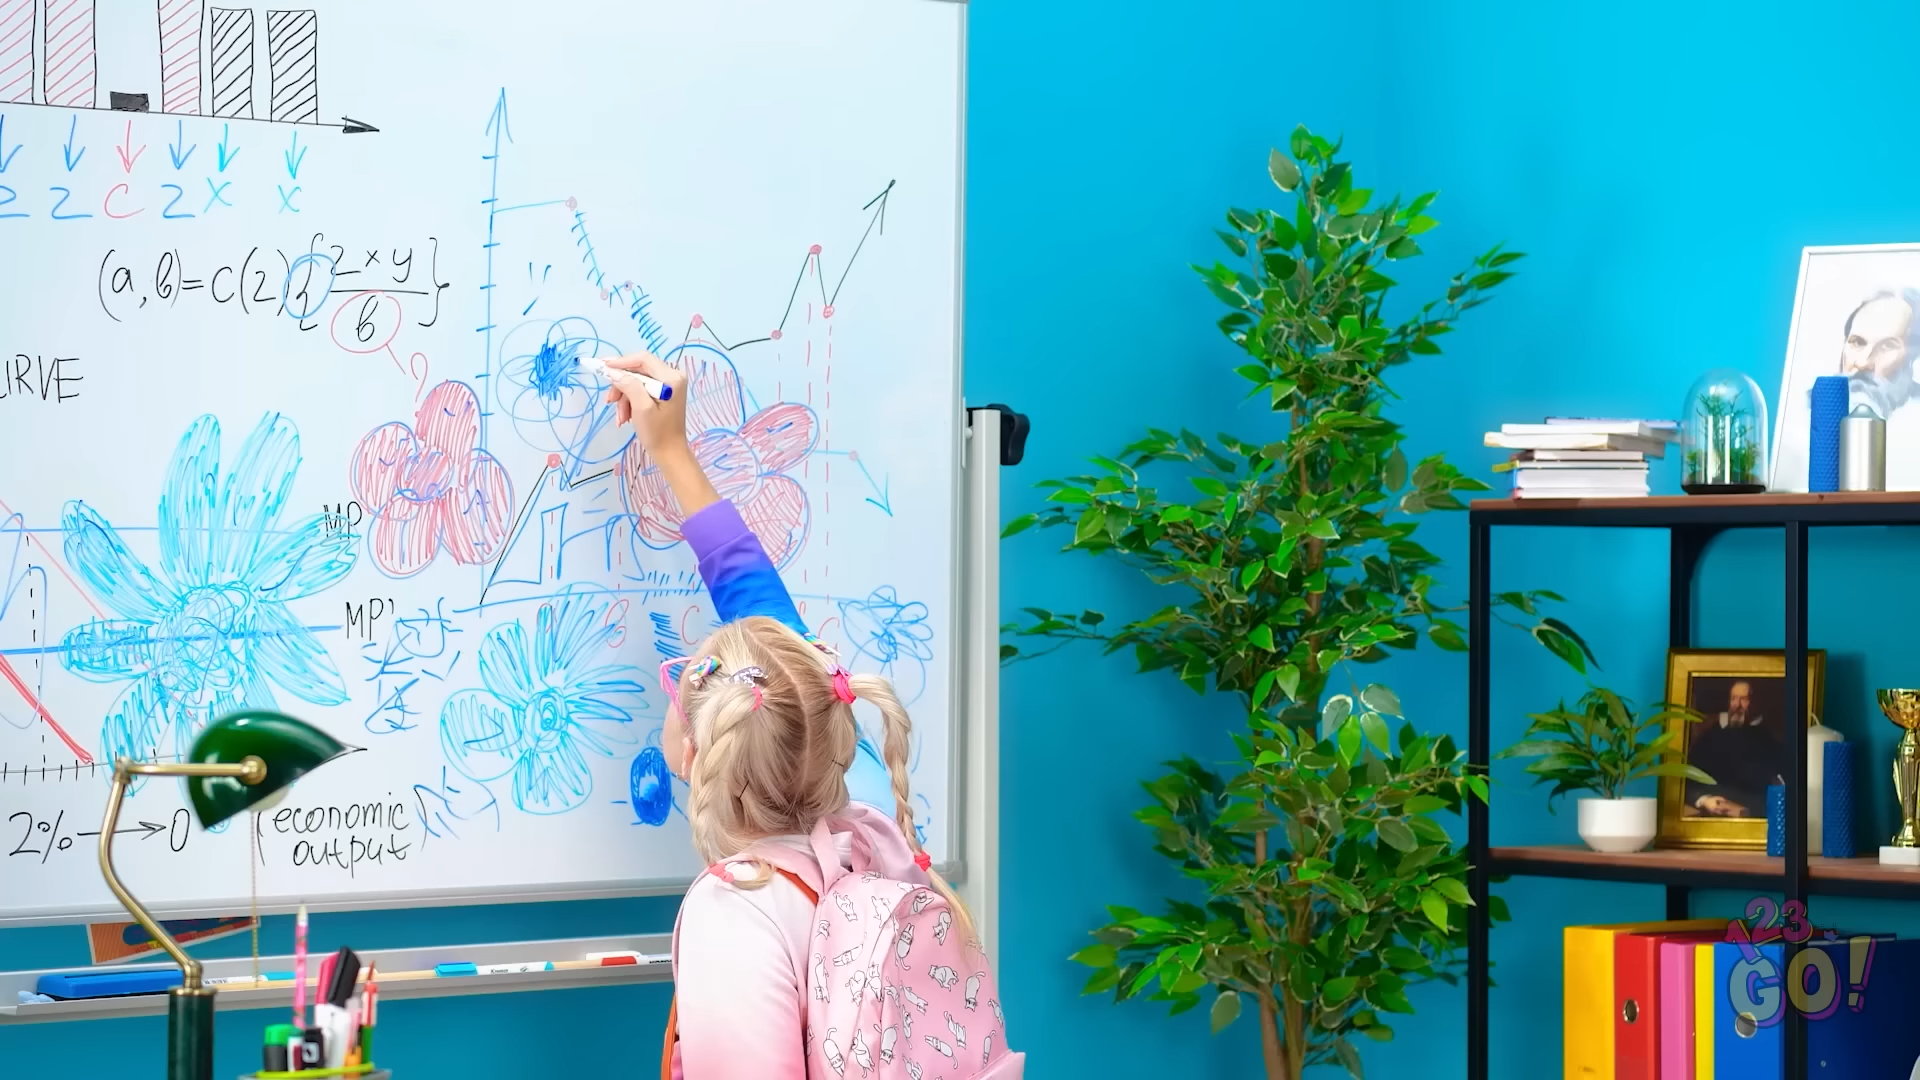 2 2 C 2 X X
(a,b)=C(2){2×y/b}
?
URVE
MP
MP'
2%→0
(economic
output)
123
GO!